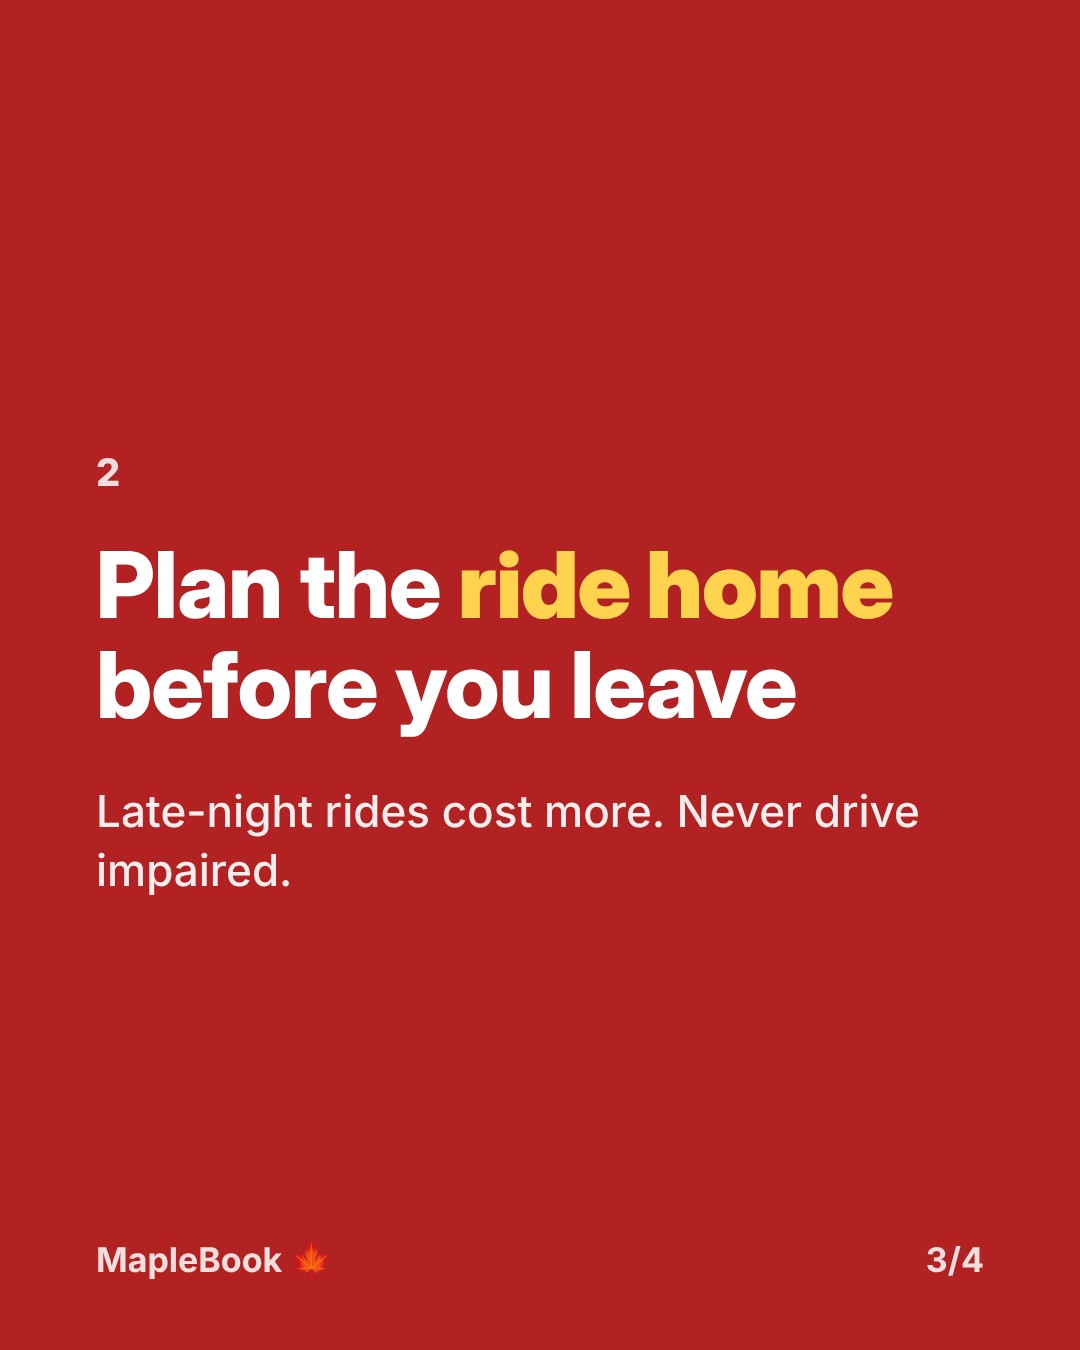 2
Plan the ride home
before you leave
Late-night rides cost more. Never drive
impaired.
MapleBook 🍁
3/4